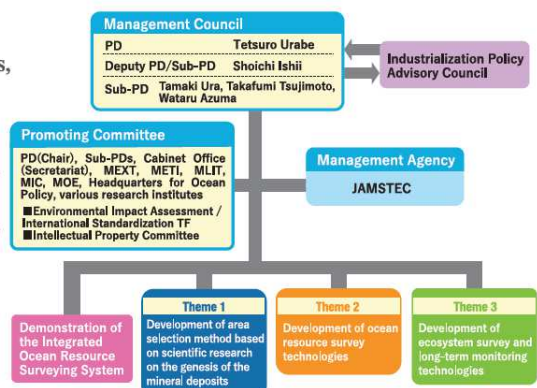 s,
Management Council
PD Tetsuro Urabe
Deputy PD/Sub-PD Shoichi Ishii
Sub-PD Tamaki Ura, Takafumi Tsujimoto,
Wataru Azuma
Industrialization Policy
Advisory Council
Promoting Committee
PD(Chair), Sub-PDs, Cabinet Office
(Secretariat), MEXT, METI, MLIT,
MIC, MOE, Headquarters for Ocean
Policy, various research institutes
■Environmental Impact Assessment /
International Standardization TF
■Intellectual Property Committee
Management Agency
JAMSTEC
Demonstration of
the Integrated
Ocean Resource
Surveying System
Theme 1
Development of area
selection method based
on scientific research
on the genesis of the
mineral deposits
Theme 2
Development of ocean
resource survey
technologies
Theme 3
Development of
ecosystem survey and
long-term monitoring
technologies